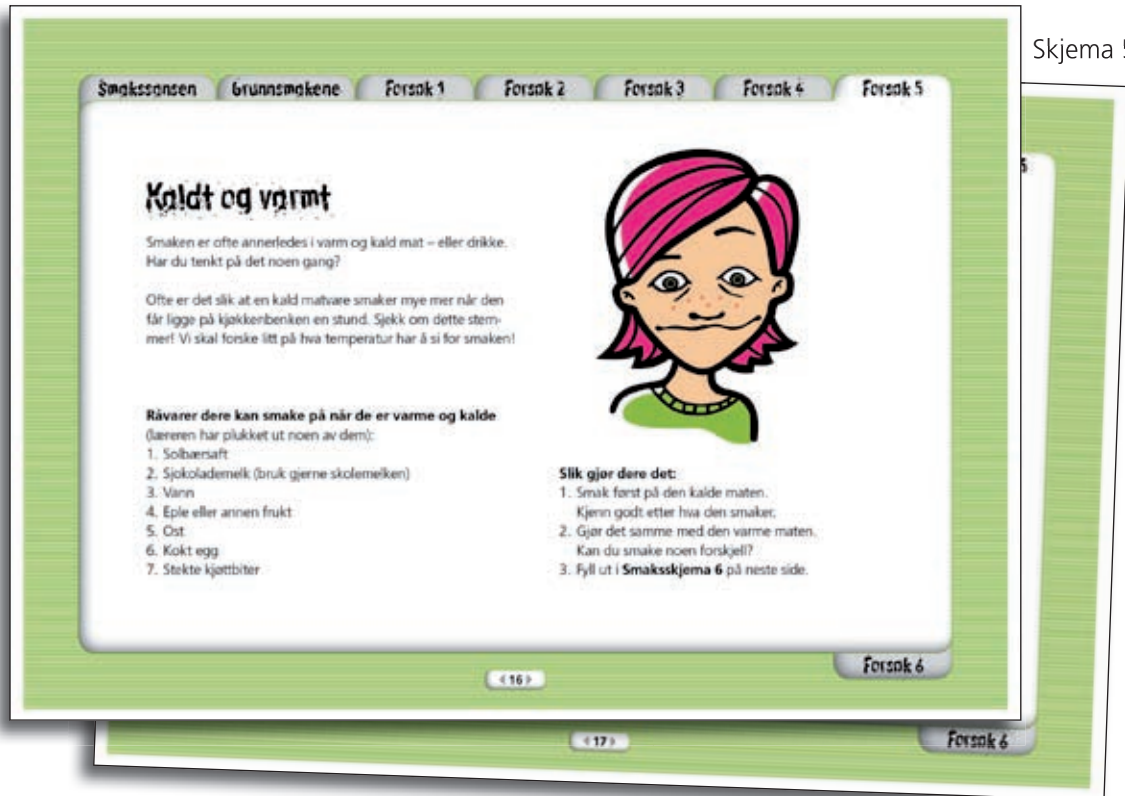 Skjema 5
Smakssansen Grunnsmakene Forsøk 1 Forsøk 2 Forsøk 3 Forsøk 4 Forsøk 5
Kaldt og varmt
Smaken er ofte annerledes i varm og kald mat – eller drikke.
Har du tenkt på det noen gang?
Ofte er det slik at en kald matvare smaker mye mer når den
får ligge på kjøkkenbenken en stund. Sjekk om dette stem-
mer! Vi skal forske litt på hva temperatur har å si for smaken!
Råvarer dere kan smake på når de er varme og kalde
(læreren har plukket ut noen av dem):
1. Solbærsaft
2. Sjokolademelk (bruk gjerne skolemelken)
3. Vann
4. Eple eller annen frukt
5. Ost
6. Kokt egg
7. Stekte kjøttbiter
Slik gjør dere det:
1. Smak først på den kalde maten.
Kjenn godt etter hva den smaker.
2. Gjør det samme med den varme maten.
Kan du smake noen forskjell?
3. Fyll ut i Smaksskjema 6 på neste side.
Forsøk 6
16
17
Forsøk 6